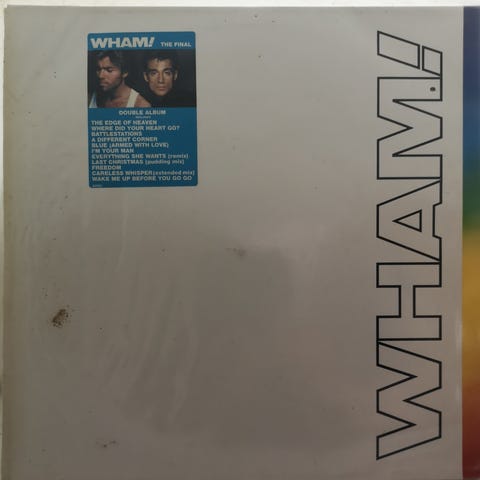 WHAM! THE FINAL
DOUBLE ALBUM
THE EDGE OF HEAVEN
WHERE DID YOUR HEART GO?
BATTLESTATIONS
A DIFFERENT CORNER
BLUE (ARMED WITH LOVE)
I'M YOUR MAN
EVERYTHING SHE WANTS (remix)
LAST CHRISTMAS (pudding mix)
FREEDOM
CARELESS WHISPER (extended mix)
WAKE ME UP BEFORE YOU GO GO
WHAM!